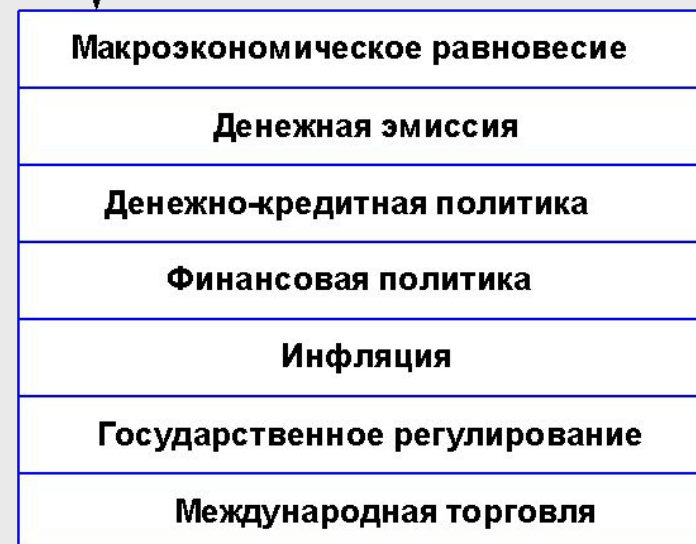 Макроэкономическое равновесие
Денежная эмиссия
Денежно-кредитная политика
Финансовая политика
Инфляция
Государственное регулирование
Международная торговля